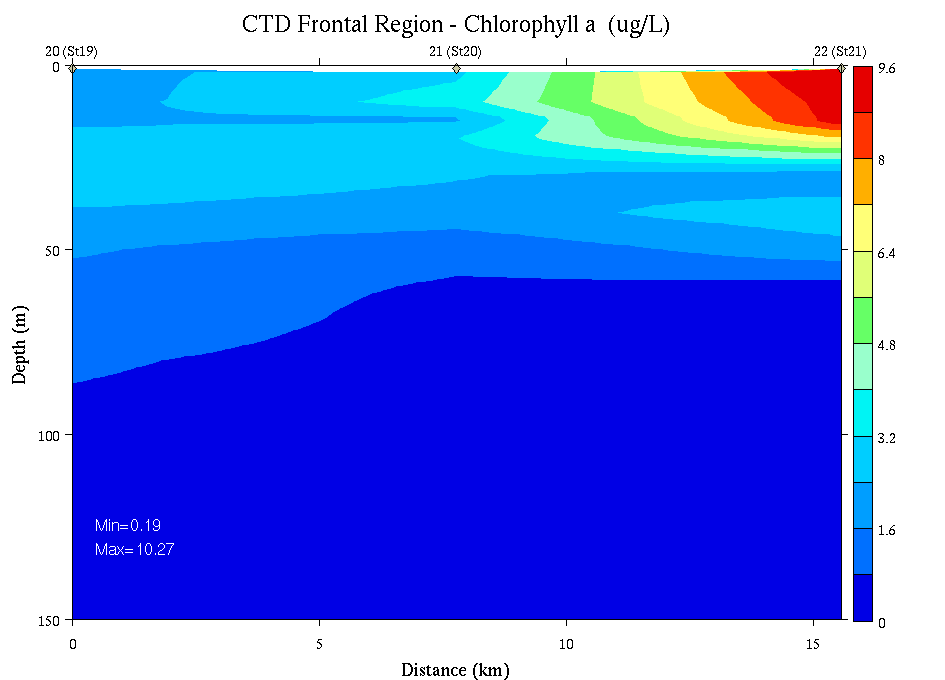 CTD Frontal Region - Chlorophyll a (ug/L)
20 (St19) 21 (St20) 22 (St21)
0
50
100
150
Depth (m)
Min=0.19
Max=10.27
0 5 10 15
Distance (km)
9.6
8
6.4
4.8
3.2
1.6
0